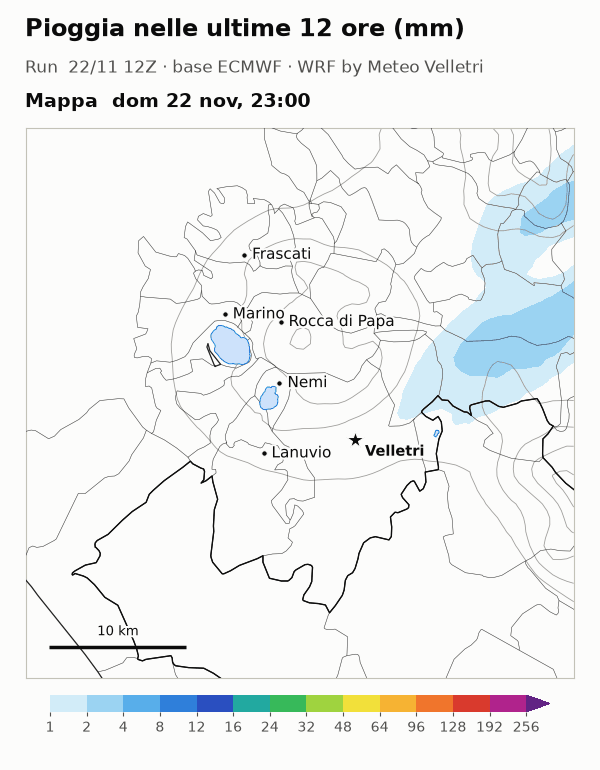 Pioggia nelle ultime 12 ore (mm)
Run  22/11 12Z · base ECMWF · WRF by Meteo Velletri
Mappa  dom 22 nov, 23:00
Frascati
Marino
Rocca di Papa
Nemi
Velletri
Lanuvio
10 km
1 2 4 8 12 16 24 32 48 64 96 128 192 256